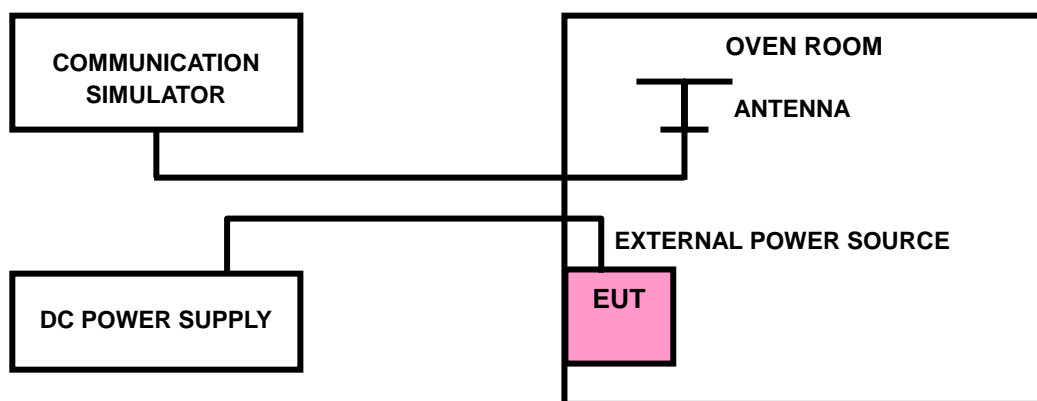 COMMUNICATION
SIMULATOR
OVEN ROOM
ANTENNA
EXTERNAL POWER SOURCE
DC POWER SUPPLY
EUT